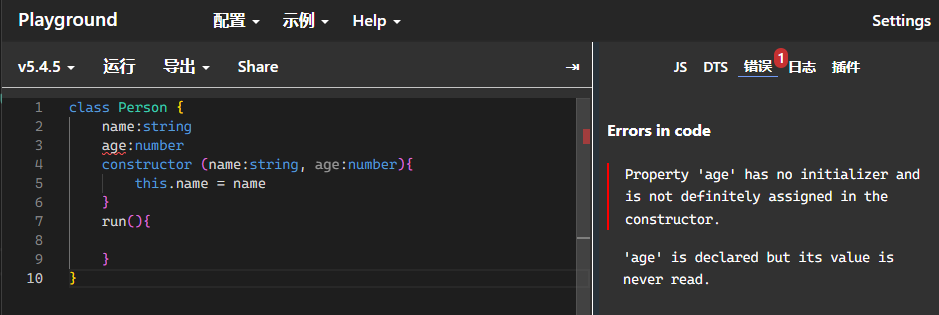 Playground 配置 示例 Help Settings
v5.4.5 运行 导出 Share
JS DTS 错误 1 日志 插件
1 class Person {
2 name:string
3 age:number
4 constructor (name:string, age:number){
5 this.name = name
6 }
7 run(){
8
9 }
10 }
Errors in code
Property 'age' has no initializer and
is not definitely assigned in the
constructor.
'age' is declared but its value is
never read.